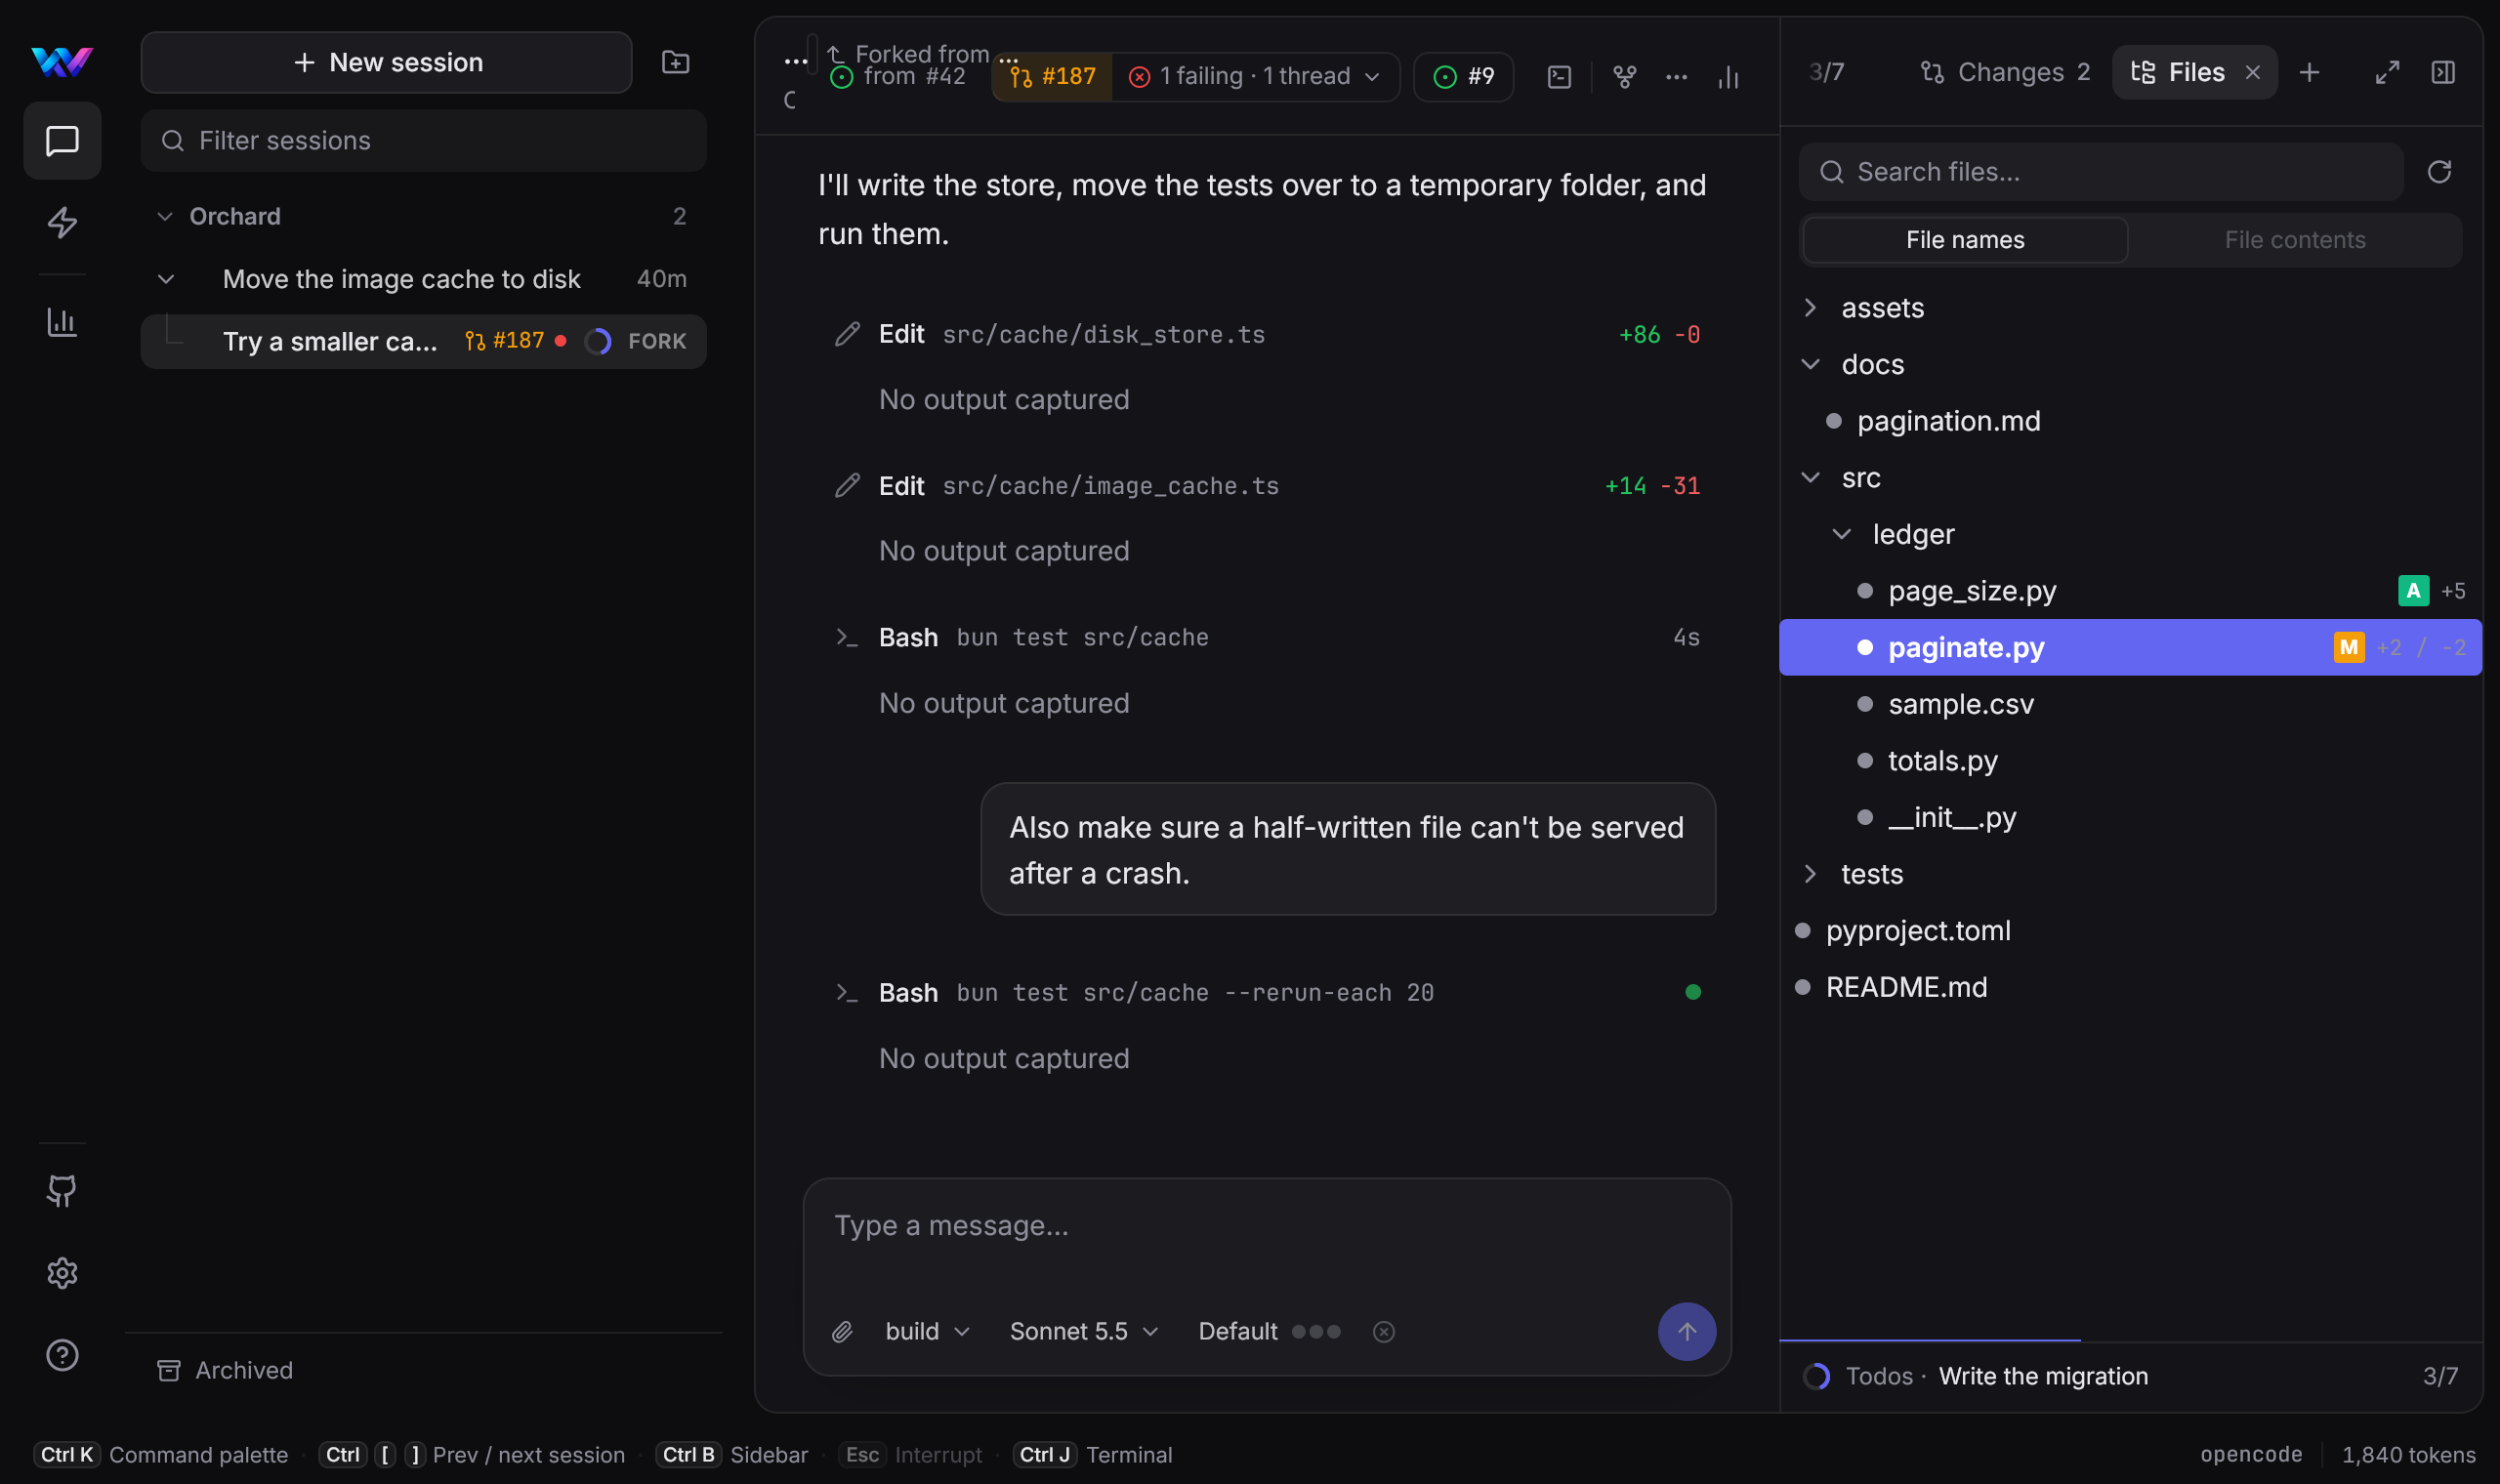 New session
Filter sessions
Orchard 2
Move the image cache to disk 40m
Try a smaller ca... #187 FORK
Archived
... Forked from ...
from #42 #187 1 failing · 1 thread #9
I'll write the store, move the tests over to a temporary folder, and
run them.
Edit src/cache/disk_store.ts +86 -0
No output captured
Edit src/cache/image_cache.ts +14 -31
No output captured
Bash bun test src/cache 4s
No output captured
Also make sure a half-written file can't be served
after a crash.
Bash bun test src/cache --rerun-each 20
No output captured
Type a message...
build Sonnet 5.5 Default
3/7 Changes 2 Files
Search files...
File names File contents
assets
docs
pagination.md
src
ledger
page_size.py A +5
paginate.py M +2 / -2
sample.csv
totals.py
__init__.py
tests
pyproject.toml
README.md
Todos · Write the migration 3/7
Ctrl K Command palette · Ctrl [ ] Prev / next session · Ctrl B Sidebar · Esc Interrupt · Ctrl J Terminal
opencode 1,840 tokens